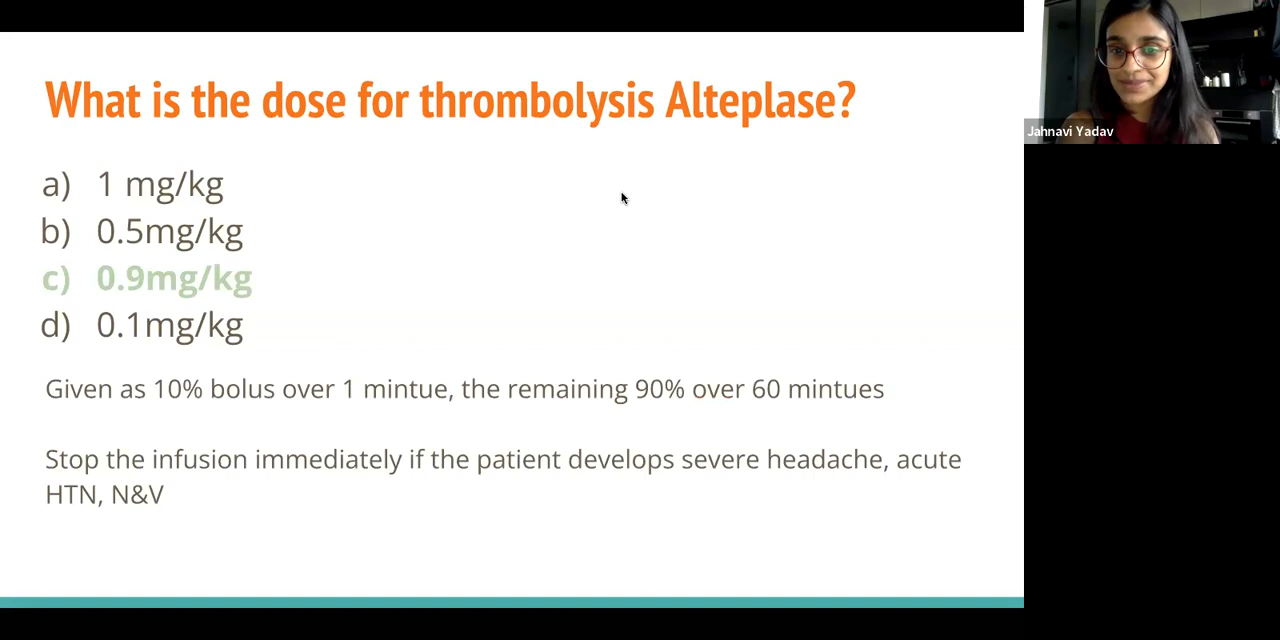 What is the dose for thrombolysis Alteplase?
a) 1 mg/kg
b) 0.5mg/kg
c) 0.9mg/kg
d) 0.1mg/kg
Given as 10% bolus over 1 mintue, the remaining 90% over 60 mintues
Stop the infusion immediately if the patient develops severe headache, acute
HTN, N&V
Jahnavi Yadav